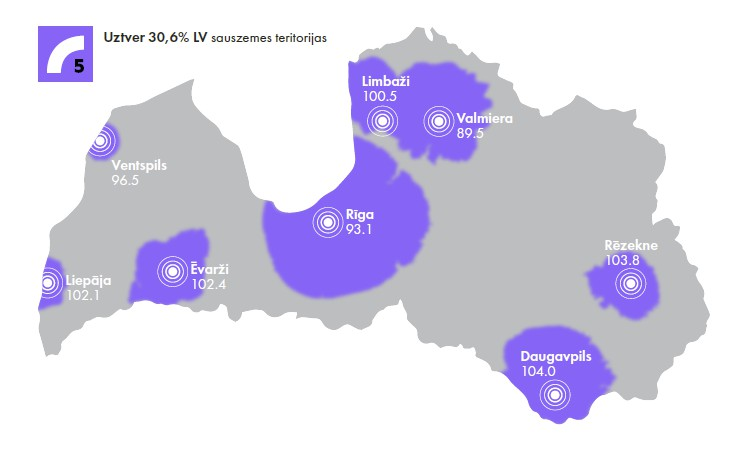 5
Uztver 30,6% LV sauszemes teritorijas
Limbaži
100.5
Valmiera
89.5
Ventspils
96.5
Rīga
93.1
Rēzekne
103.8
Ēvarži
102.4
Liepāja
102.1
Daugavpils
104.0